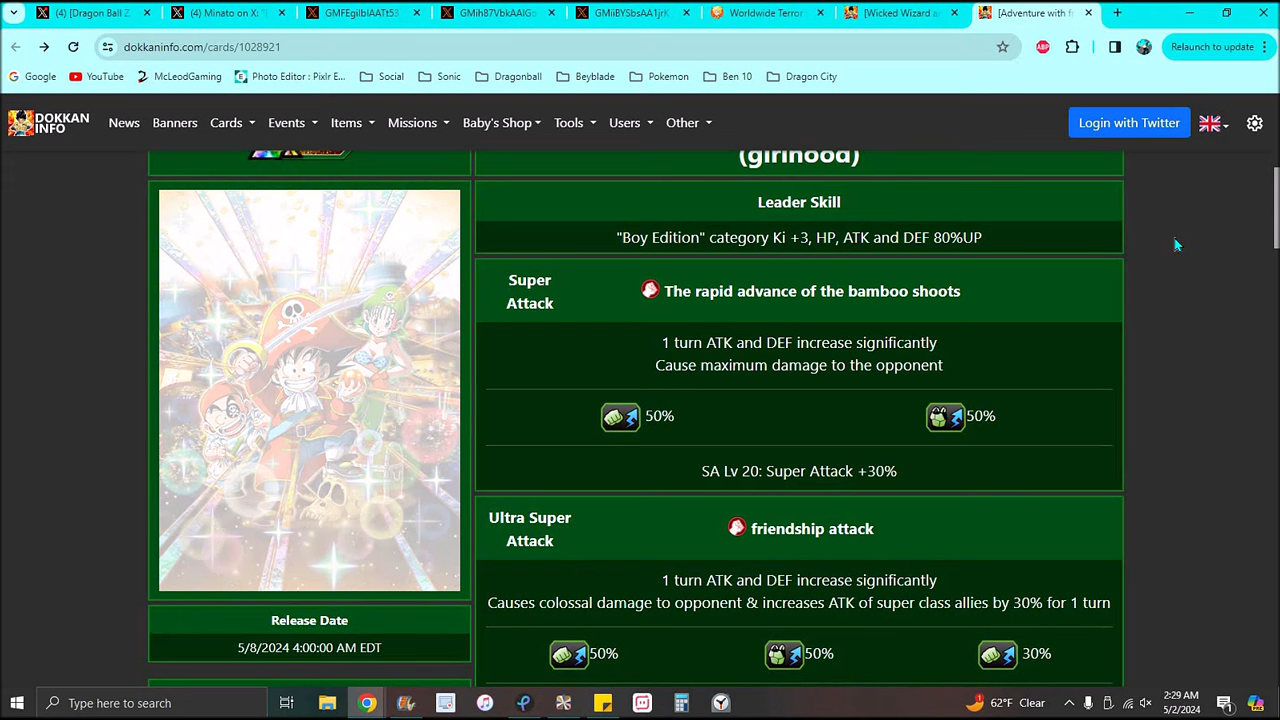 [Dragon Ball Z
(4) Minato on X: "
GMFEgiIbIAATt53
GMih87VbkAAlGo
GMiiBYSbsAA1jrK
Worldwide Terror
[Wicked Wizard a
[Adventure with f
dokkaninfo.com/cards/1028921
ABP
Relaunch to update
Google
YouTube
McLeodGaming
Photo Editor : Pixlr E...
Social
Sonic
Dragonball
Beyblade
Pokemon
Ben 10
Dragon City
DOKKAN
INFO
News
Banners
Cards
Events
Items
Missions
Baby's Shop
Tools
Users
Other
Login with Twitter
(girlhood)
Leader Skill
"Boy Edition" category Ki +3, HP, ATK and DEF 80%UP
Super
Attack
The rapid advance of the bamboo shoots
1 turn ATK and DEF increase significantly
Cause maximum damage to the opponent
50%
50%
SA Lv 20: Super Attack +30%
Ultra Super
Attack
friendship attack
1 turn ATK and DEF increase significantly
Causes colossal damage to opponent & increases ATK of super class allies by 30% for 1 turn
50%
50%
30%
Release Date
5/8/2024 4:00:00 AM EDT
Type here to search
62°F Clear
2:29 AM
5/2/2024